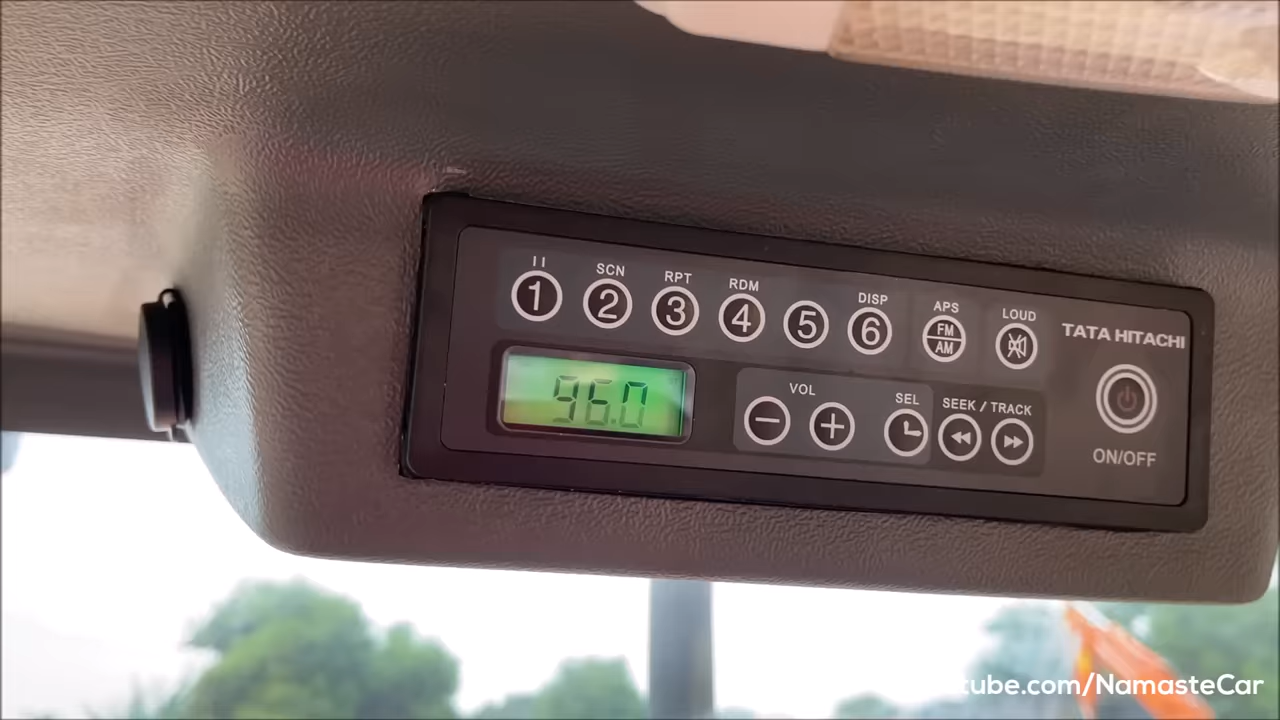 II SCN RPT RDM DISP APS LOUD
1 2 3 4 5 6 FM AM
TATA HITACHI
96.0
VOL SEL SEEK / TRACK
ON/OFF
tube.com/NamasteCar